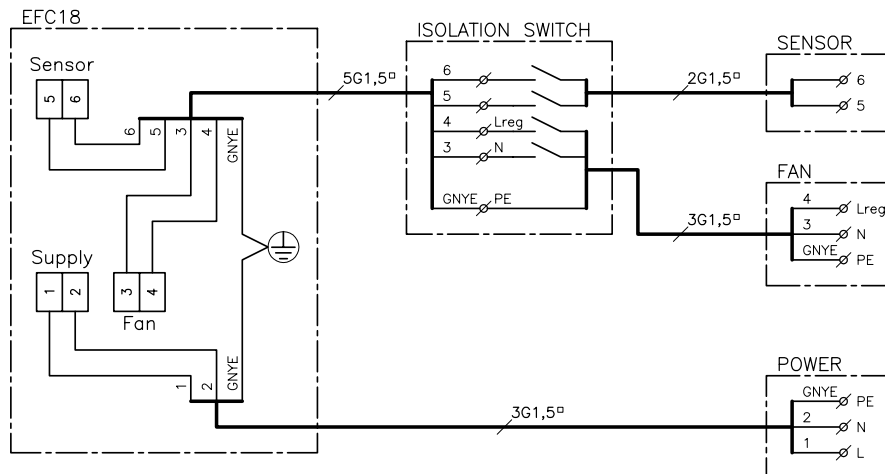 EFC18
Sensor
5 6
6 5 3 4 GNYE
Supply
1 2
3 4
Fan
1 2 GNYE
5G1,5□
ISOLATION SWITCH
6
5
4 Lreg
3 N
GNYE PE
2G1,5□
SENSOR
6
5
3G1,5□
FAN
4 Lreg
3 N
GNYE PE
3G1,5□
POWER
GNYE PE
2 N
1 L